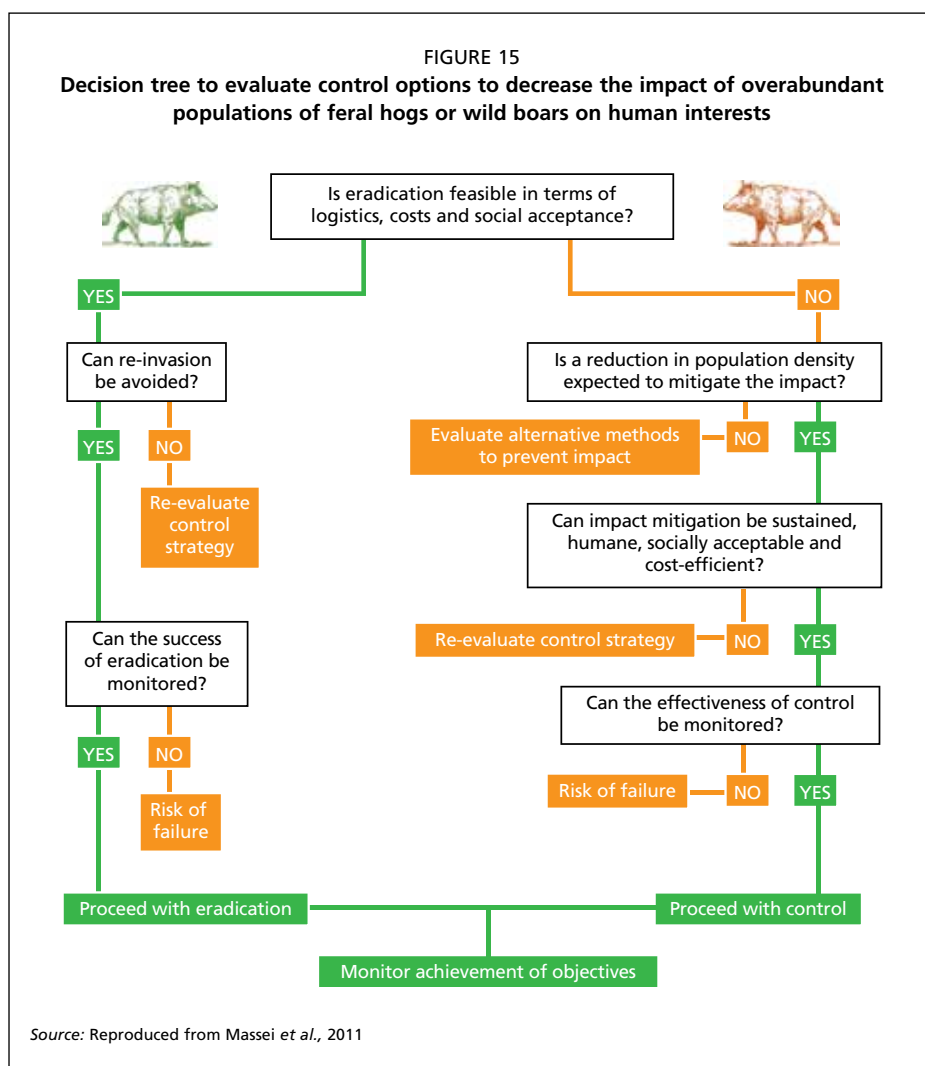 FIGURE 15
Decision tree to evaluate control options to decrease the impact of overabundant
populations of feral hogs or wild boars on human interests
Is eradication feasible in terms of
logistics, costs and social acceptance?
YES
NO
Can re-invasion
be avoided?
Is a reduction in population density
expected to mitigate the impact?
YES
NO
Evaluate alternative methods
to prevent impact
NO
YES
Re-evaluate
control
strategy
Can impact mitigation be sustained,
humane, socially acceptable and
cost-efficient?
Can the success
of eradication be
monitored?
Re-evaluate control strategy
NO
YES
Can the effectiveness of control
be monitored?
YES
NO
Risk of failure
NO
YES
Risk of
failure
Proceed with eradication
Proceed with control
Monitor achievement of objectives
Source: Reproduced from Massei et al., 2011